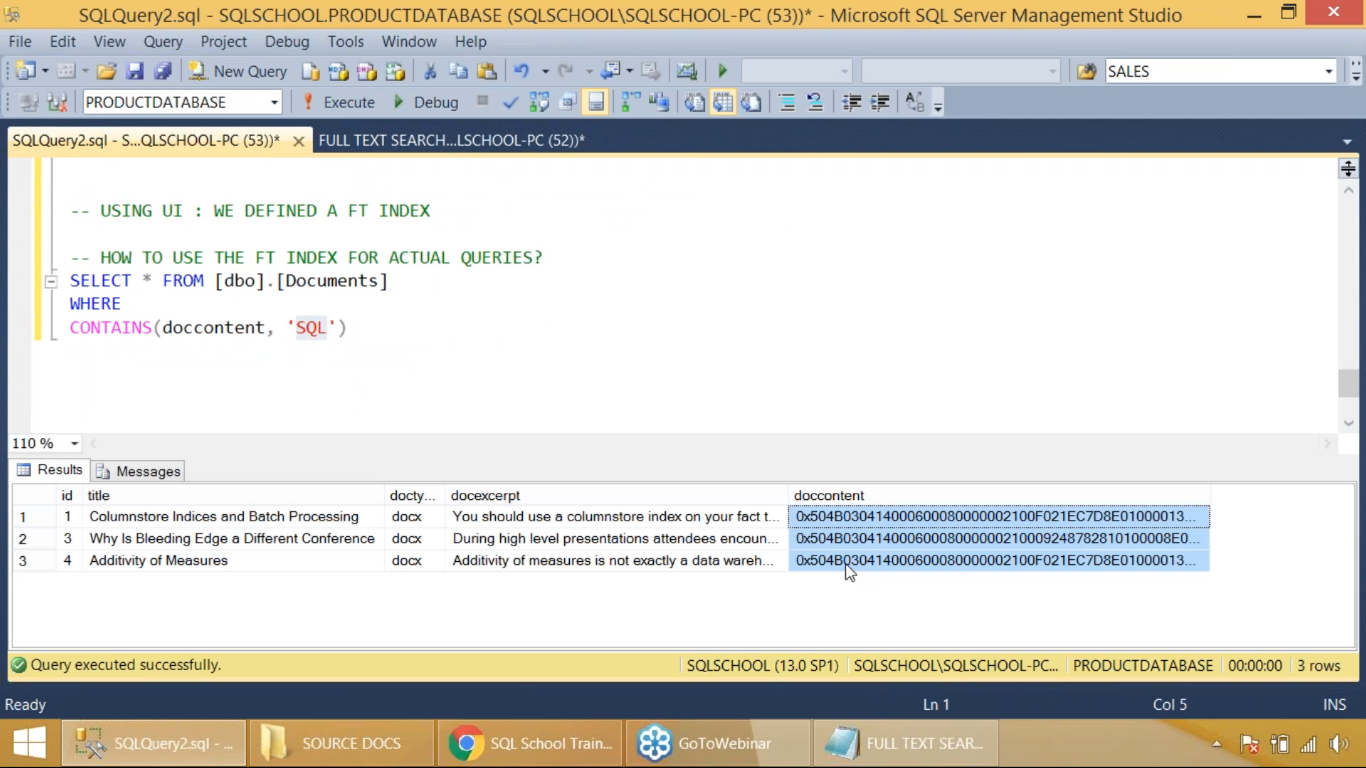 SQLQuery2.sql - SQLSCHOOL.PRODUCTDATABASE (SQLSCHOOL\SQLSCHOOL-PC (53))* - Microsoft SQL Server Management Studio
File Edit View Query Project Debug Tools Window Help
New Query SALES
PRODUCTDATABASE Execute Debug
SQLQuery2.sql - S...QLSCHOOL-PC (53))* FULL TEXT SEARCH...LSCHOOL-PC (52))*
-- USING UI : WE DEFINED A FT INDEX
-- HOW TO USE THE FT INDEX FOR ACTUAL QUERIES?
SELECT * FROM [dbo].[Documents]
WHERE
CONTAINS(doccontent, 'SQL')
110 %
Results Messages
id title docty... docexcerpt doccontent
1 1 Columnstore Indices and Batch Processing docx You should use a columnstore index on your fact t... 0x504B030414000600080000002100F021EC7D8E01000013...
2 3 Why Is Bleeding Edge a Different Conference docx During high level presentations attendees encoun... 0x504B03041400060008000000210009248782810100008E0...
3 4 Additivity of Measures docx Additivity of measures is not exactly a data wareh... 0x504B030414000600080000002100F021EC7D8E01000013...
Query executed successfully. SQLSCHOOL (13.0 SP1) SQLSCHOOL\SQLSCHOOL-PC... PRODUCTDATABASE 00:00:00 3 rows
Ready Ln 1 Col 5 INS
SQLQuery2.sql - ... SOURCE DOCS SQL School Train... GoToWebinar FULL TEXT SEAR...